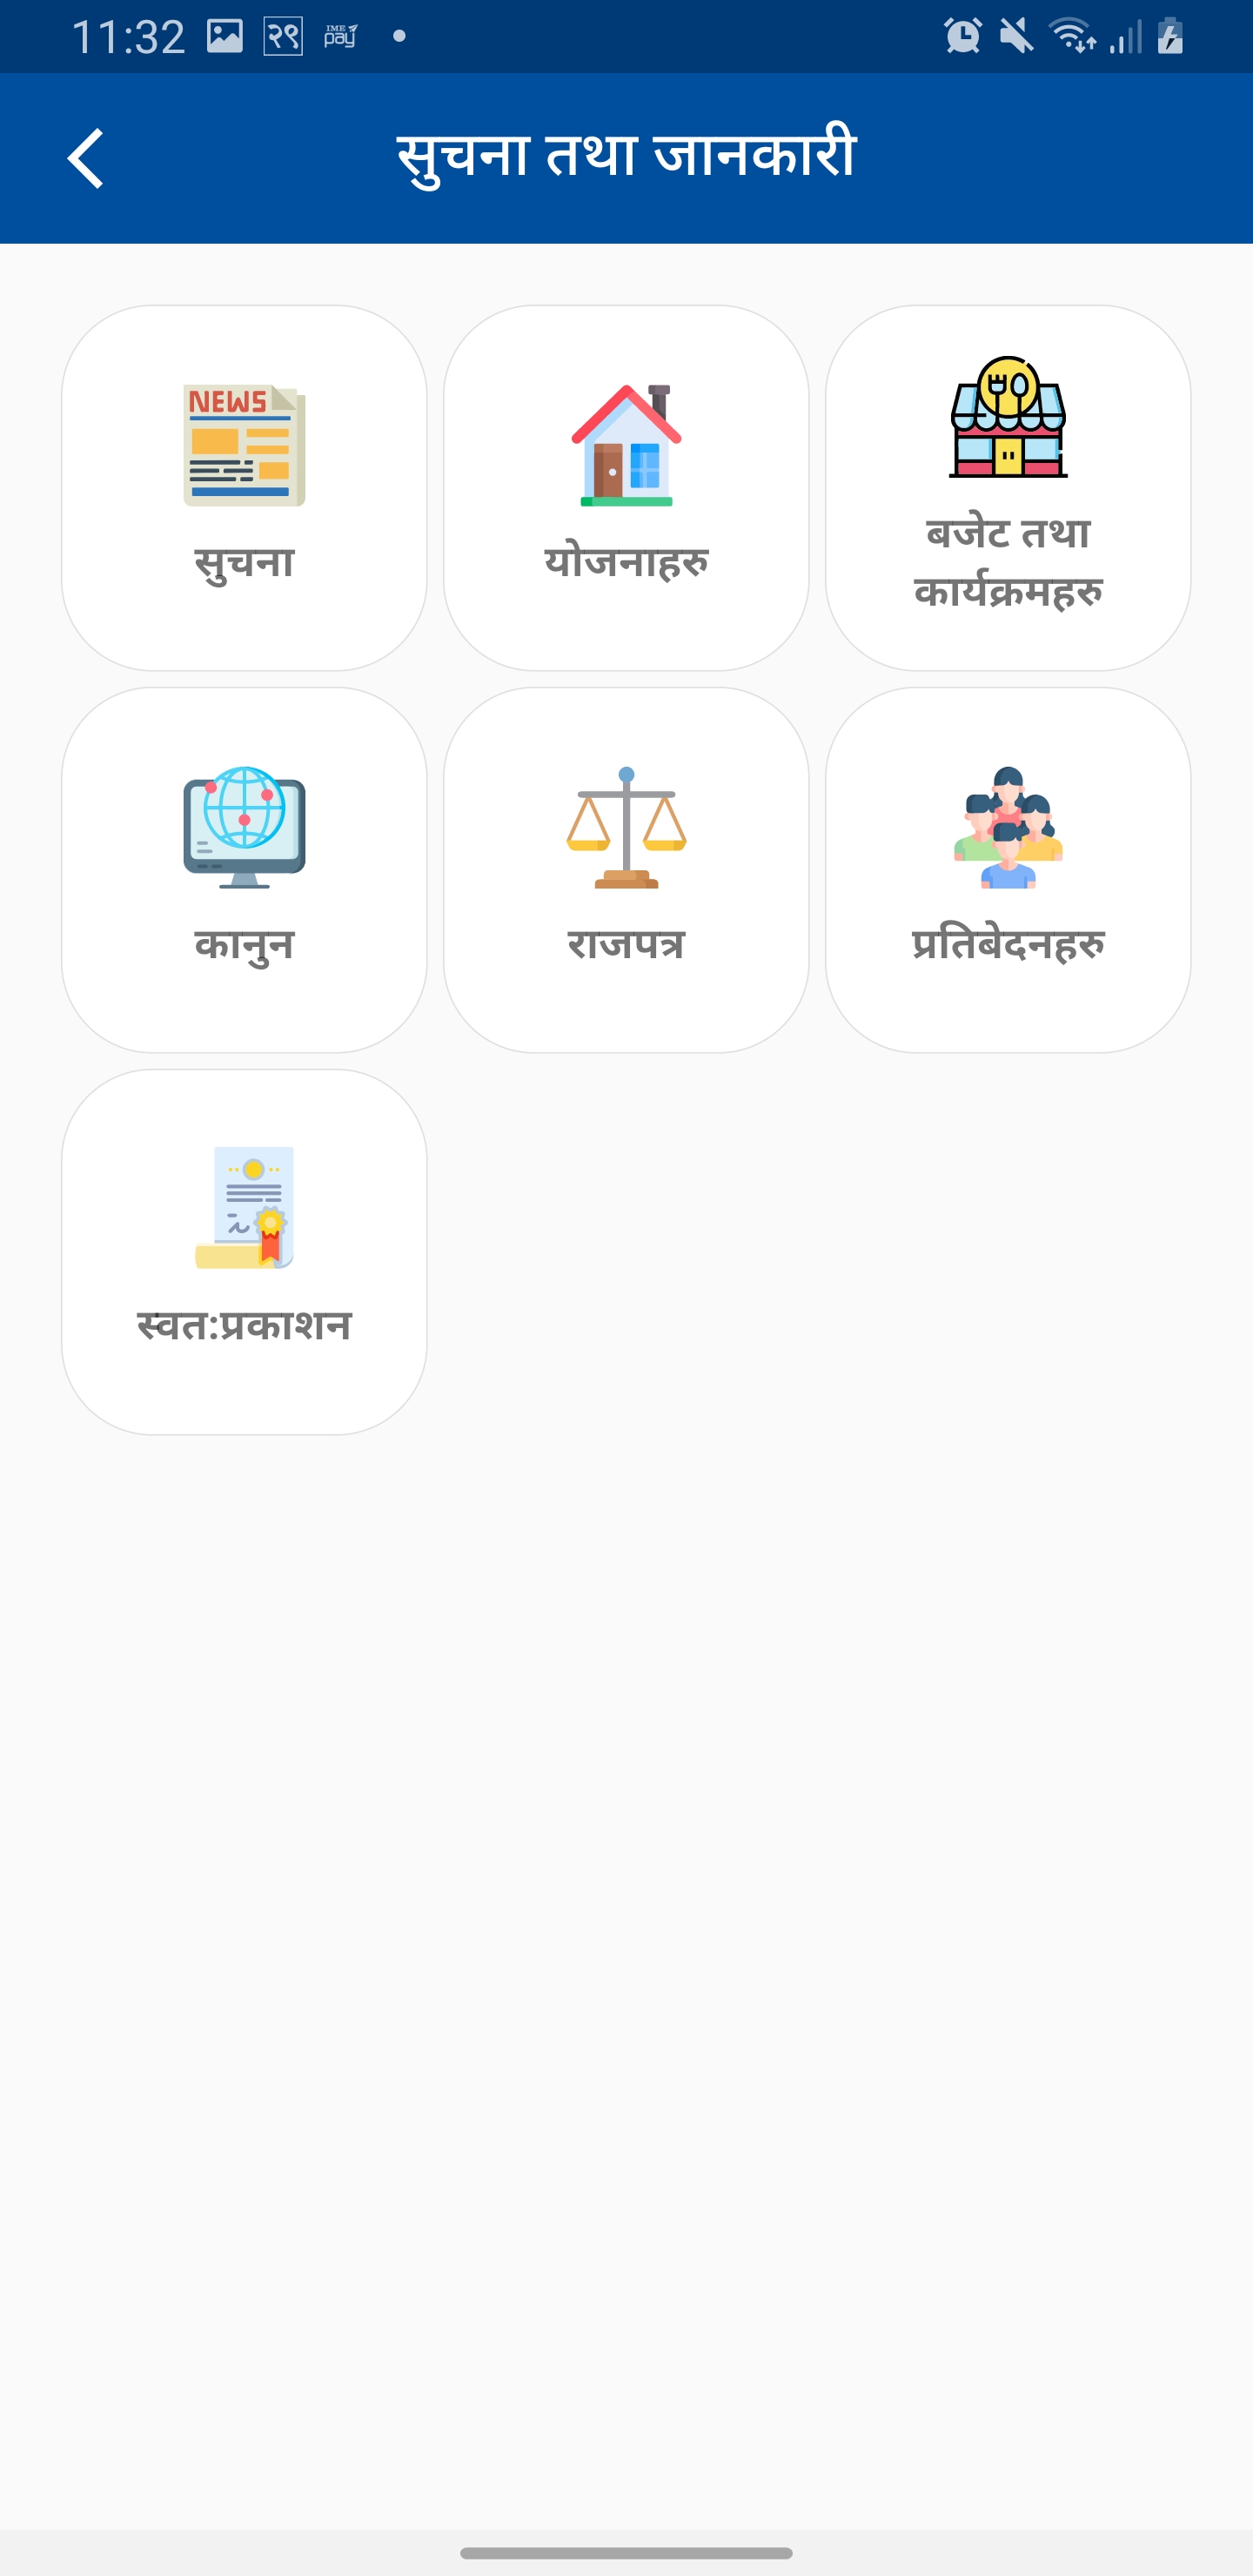 11:32 २९ IME pay
सुचना तथा जानकारी
NEWS
सुचना
योजनाहरु
बजेट तथा
कार्यक्रमहरु
कानुन
राजपत्र
प्रतिबेदनहरु
स्वत:प्रकाशन